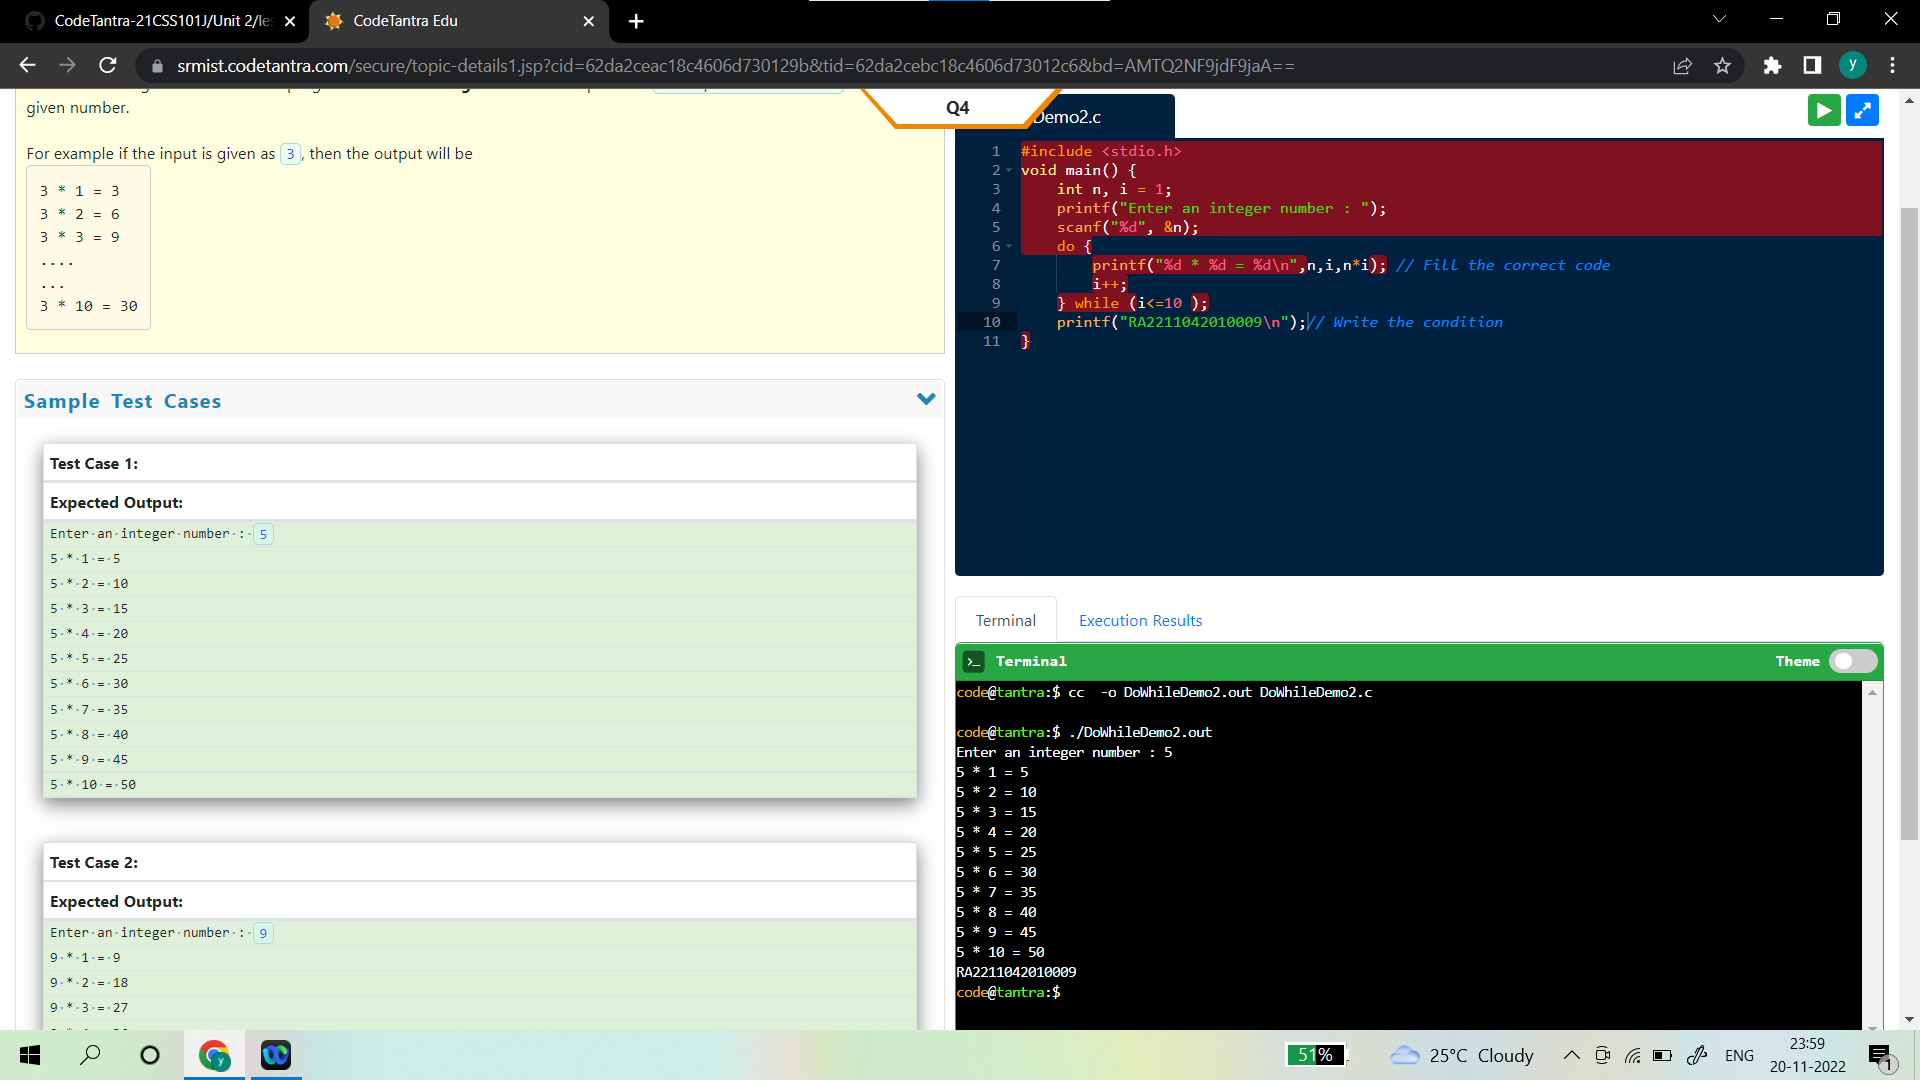 CodeTantra-21CSS101J/Unit 2/les
CodeTantra Edu
srmist.codetantra.com/secure/topic-details1.jsp?cid=62da2ceac18c4606d730129b&tid=62da2cebc18c4606d73012c6&bd=AMTQ2NF9jdF9jaA==
y
given number.
For example if the input is given as 3, then the output will be
3 * 1 = 3
3 * 2 = 6
3 * 3 = 9
....
...
3 * 10 = 30
Sample Test Cases
Test Case 1:
Expected Output:
Enter·an·integer·number·:· 5
5·*·1·=·5
5·*·2·=·10
5·*·3·=·15
5·*·4·=·20
5·*·5·=·25
5·*·6·=·30
5·*·7·=·35
5·*·8·=·40
5·*·9·=·45
5·*·10·=·50
Test Case 2:
Expected Output:
Enter·an·integer·number·:· 9
9·*·1·=·9
9·*·2·=·18
9·*·3·=·27
Q4
Demo2.c
1 #include <stdio.h>
2 void main() {
3 int n, i = 1;
4 printf("Enter an integer number : ");
5 scanf("%d", &n);
6 do {
7 printf("%d * %d = %d\n",n,i,n*i); // Fill the correct code
8 i++;
9 } while (i<=10 );
10 printf("RA2211042010009\n");// Write the condition
11 }
Terminal
Execution Results
Terminal
Theme
code@tantra:$ cc  -o DoWhileDemo2.out DoWhileDemo2.c
code@tantra:$ ./DoWhileDemo2.out
Enter an integer number : 5
5 * 1 = 5
5 * 2 = 10
5 * 3 = 15
5 * 4 = 20
5 * 5 = 25
5 * 6 = 30
5 * 7 = 35
5 * 8 = 40
5 * 9 = 45
5 * 10 = 50
RA2211042010009
code@tantra:$
y
51%
25°C Cloudy
ENG
23:59
20-11-2022
1